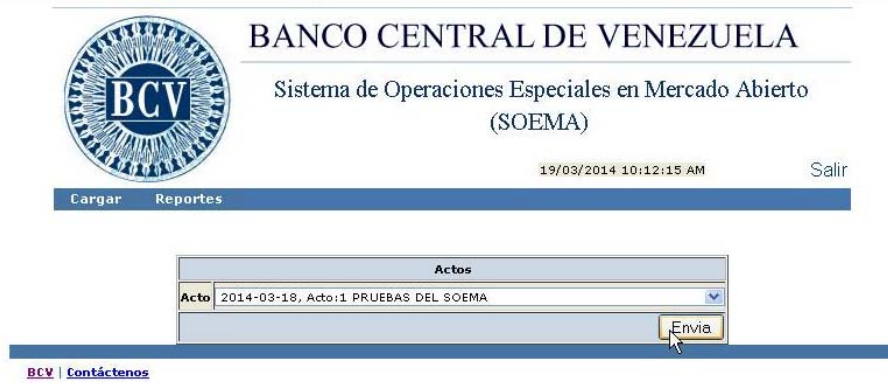 BCV
BANCO CENTRAL DE VENEZUELA
Sistema de Operaciones Especiales en Mercado Abierto
(SOEMA)
19/03/2014 10:12:15 AM
Salir
Cargar Reportes
Actos
Acto 2014-03-18, Acto:1 PRUEBAS DEL SOEMA
Envia
BCV | Contáctenos